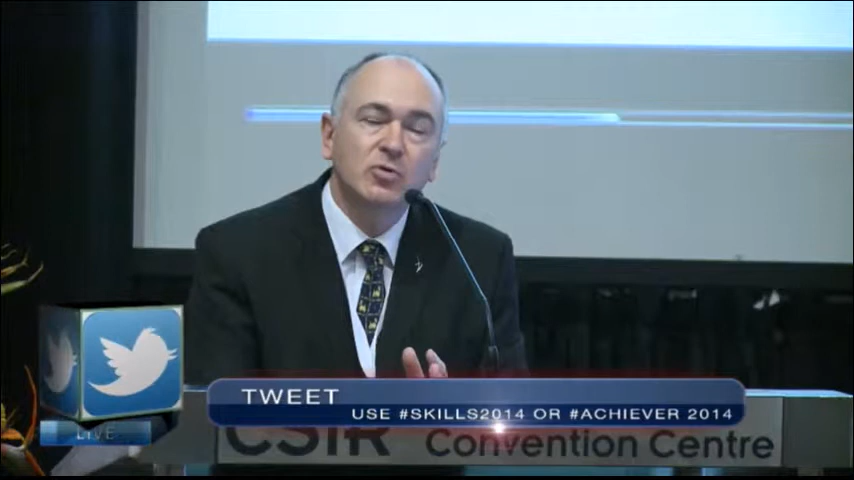 TWEET
USE #SKILLS2014 OR #ACHIEVER 2014
LIVE
CSIR Convention Centre